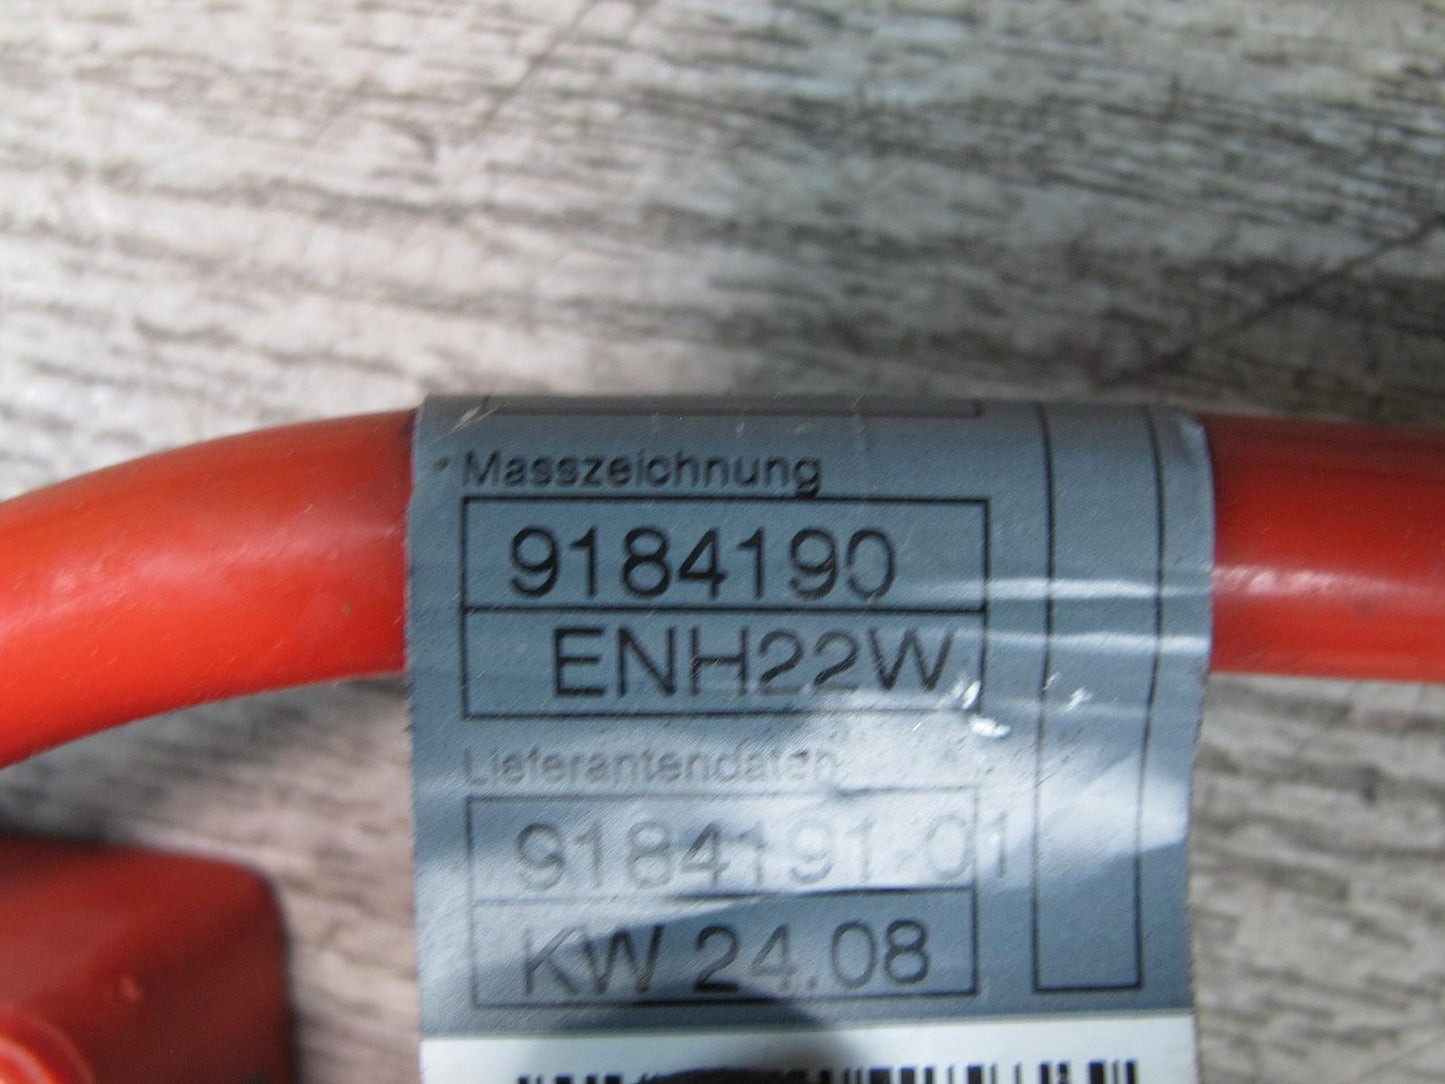 Masszeichnung
9184190
ENH22W
Lieferantendaten
9184191.01
KW 24.08